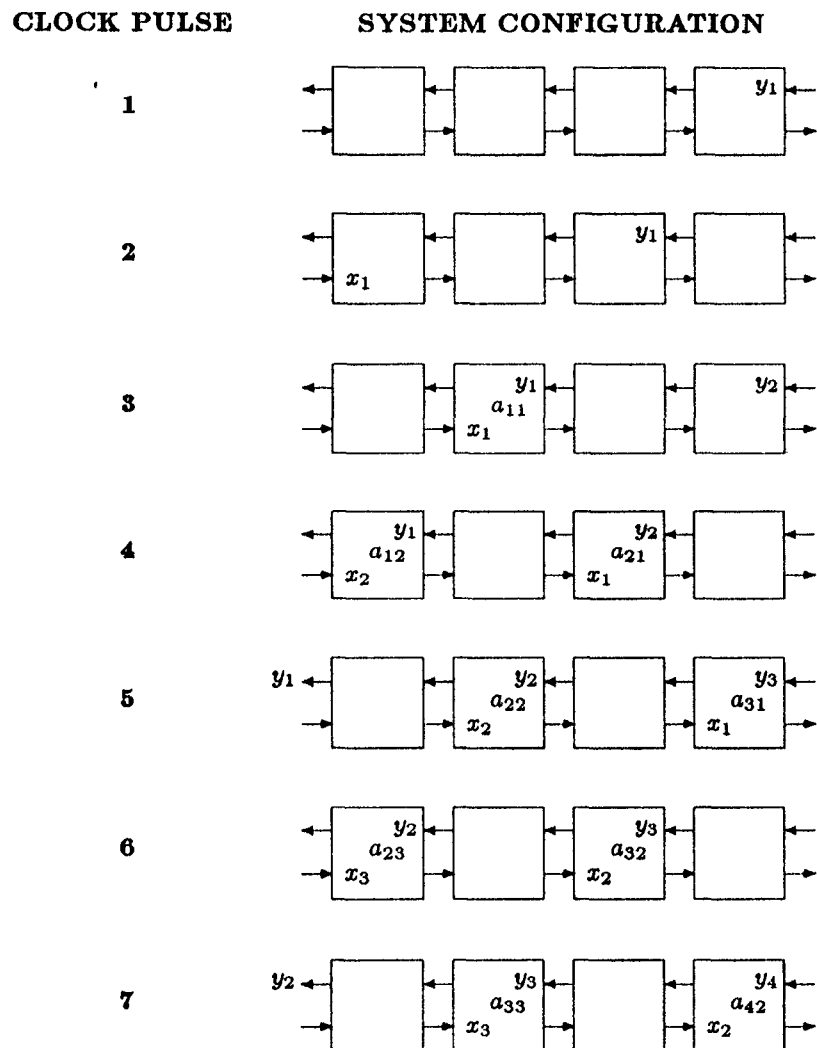 CLOCK PULSE SYSTEM CONFIGURATION
1 y₁
2 y₁
x₁
3 y₁ y₂
a₁₁
x₁
4 y₁ y₂
a₁₂ a₂₁
x₂ x₁
y₁ y₂ y₃
5 a₂₂ a₃₁
x₂ x₁
6 y₂ y₃
a₂₃ a₃₂
x₃ x₂
y₂ y₃ y₄
7 a₃₃ a₄₂
x₃ x₂